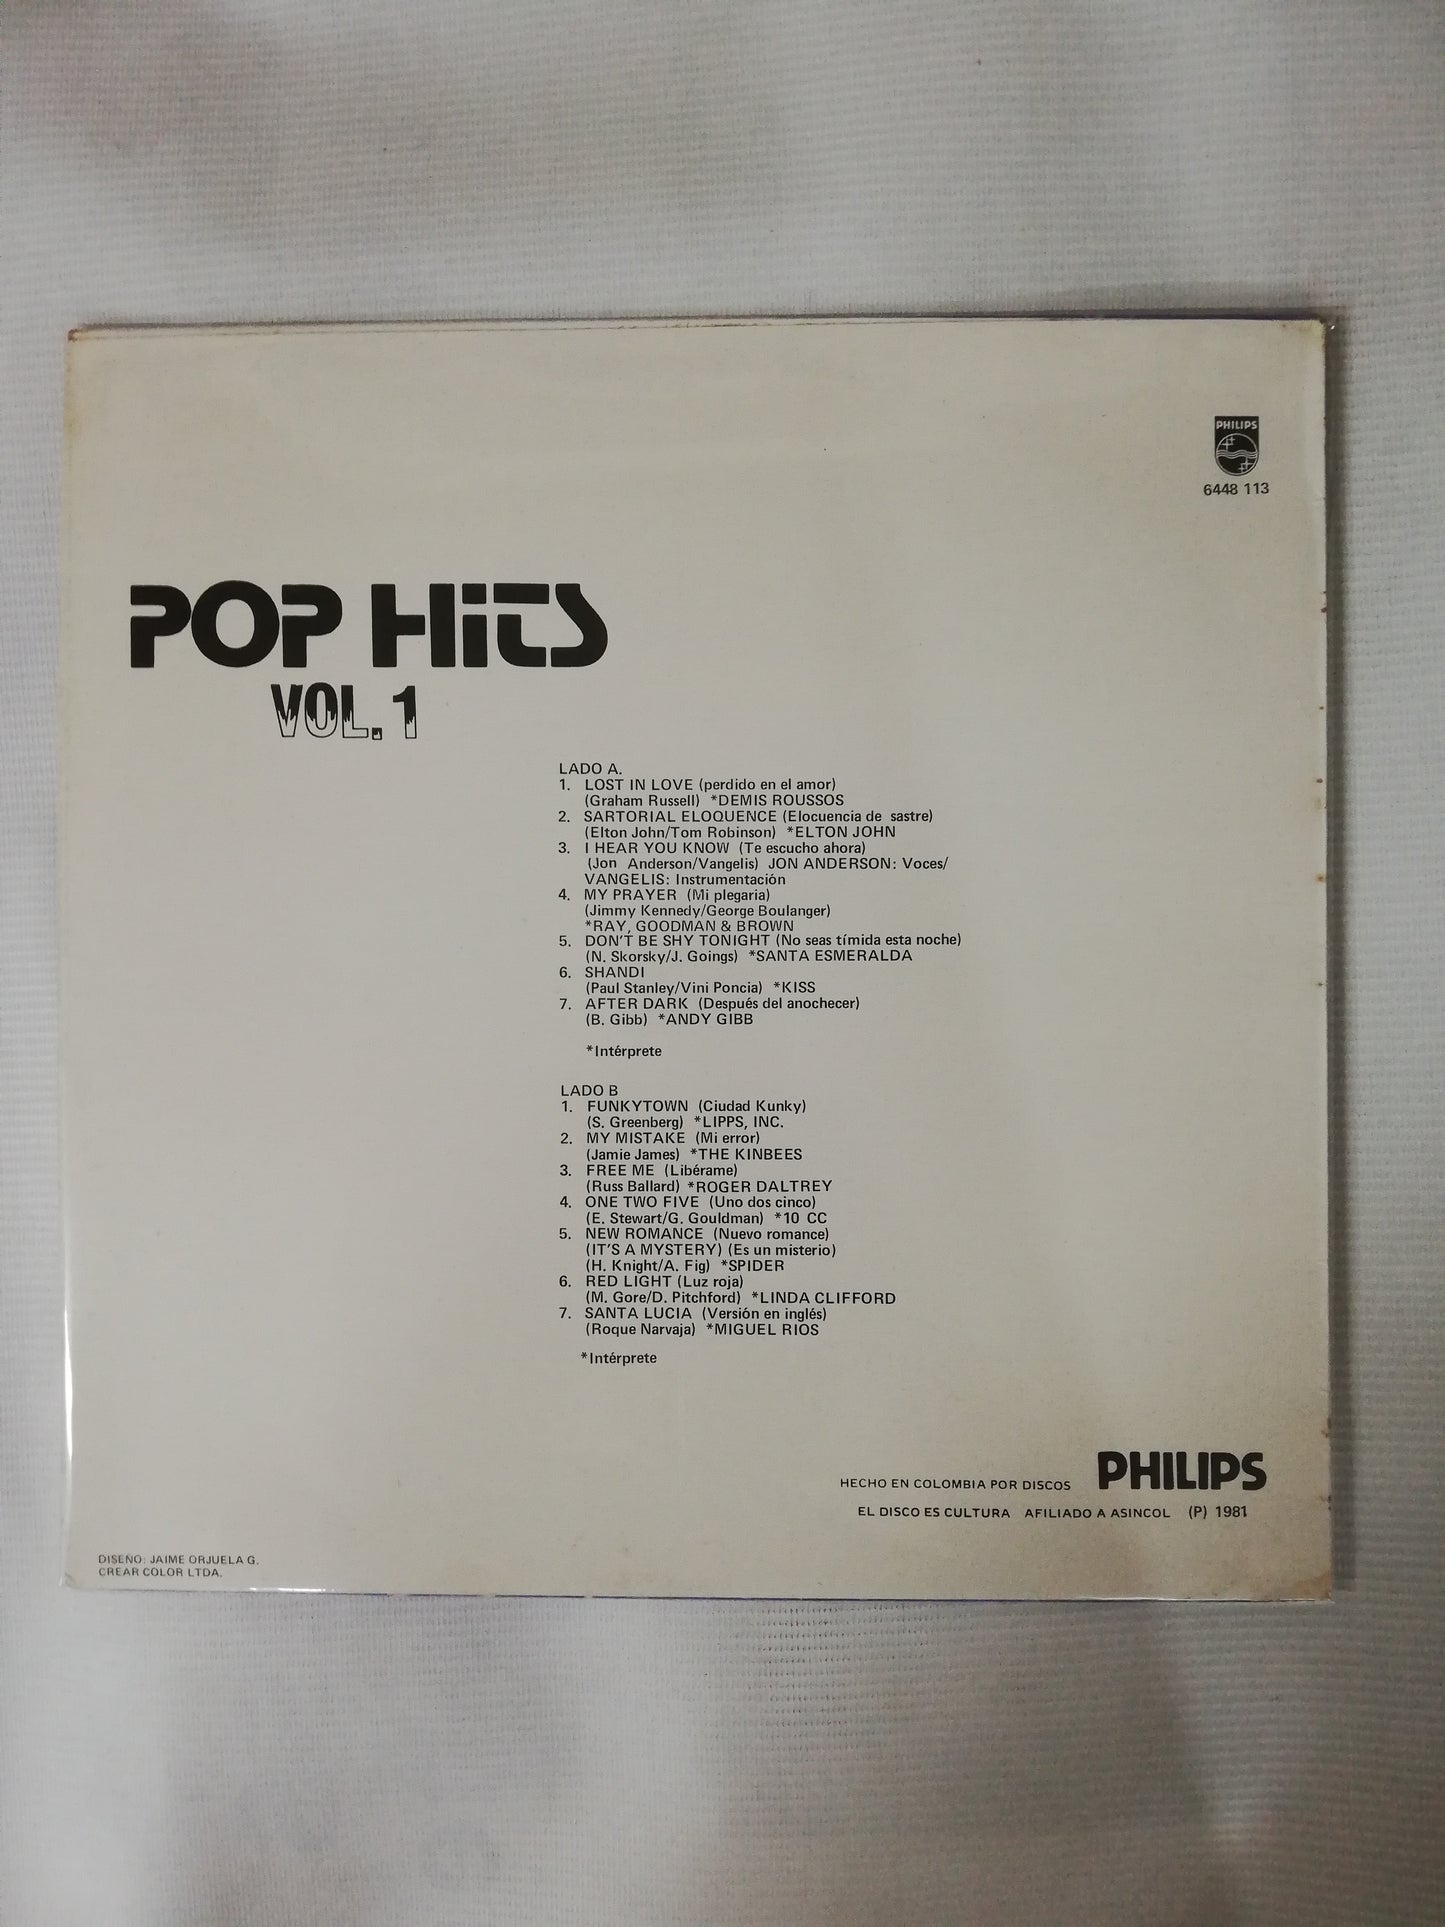 PHILIPS
6448 113
POP HiTS
VOL. 1
LADO A.
1. LOST IN LOVE (perdido en el amor)
(Graham Russell) *DEMIS ROUSSOS
2. SARTORIAL ELOQUENCE (Elocuencia de sastre)
(Elton John/Tom Robinson) *ELTON JOHN
3. I HEAR YOU KNOW (Te escucho ahora)
(Jon Anderson/Vangelis) JON ANDERSON: Voces/
VANGELIS: Instrumentación
4. MY PRAYER (Mi plegaria)
(Jimmy Kennedy/George Boulanger)
*RAY, GOODMAN & BROWN
5. DON'T BE SHY TONIGHT (No seas tímida esta noche)
(N. Skorsky/J. Goings) *SANTA ESMERALDA
6. SHANDI
(Paul Stanley/Vini Poncia) *KISS
7. AFTER DARK (Después del anochecer)
(B. Gibb) *ANDY GIBB
*Intérprete
LADO B
1. FUNKYTOWN (Ciudad Kunky)
(S. Greenberg) *LIPPS, INC.
2. MY MISTAKE (Mi error)
(Jamie James) *THE KINBEES
3. FREE ME (Libérame)
(Russ Ballard) *ROGER DALTREY
4. ONE TWO FIVE (Uno dos cinco)
(E. Stewart/G. Gouldman) *10 CC
5. NEW ROMANCE (Nuevo romance)
(IT'S A MYSTERY) (Es un misterio)
(H. Knight/A. Fig) *SPIDER
6. RED LIGHT (Luz roja)
(M. Gore/D. Pitchford) *LINDA CLIFFORD
7. SANTA LUCIA (Versión en inglés)
(Roque Narvaja) *MIGUEL RIOS
*Intérprete
HECHO EN COLOMBIA POR DISCOS PHILIPS
EL DISCO ES CULTURA AFILIADO A ASINCOL (P) 1981
DISEÑO: JAIME ORJUELA G.
CREAR COLOR LTDA.